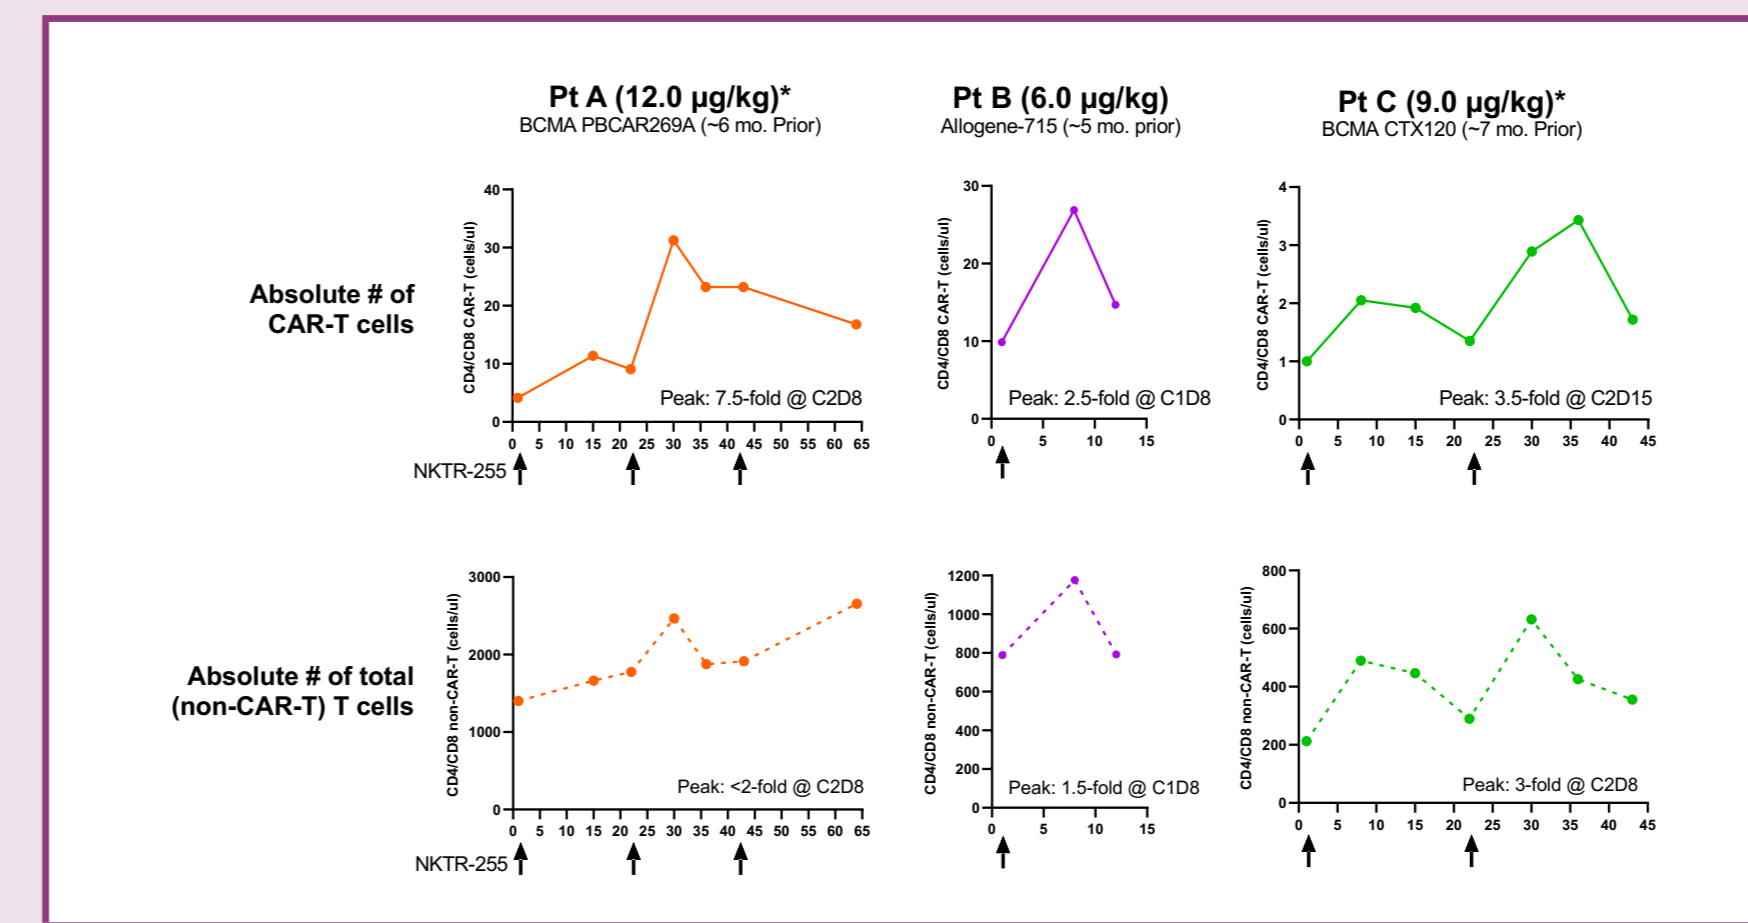 Pt A (12.0 µg/kg)*
BCMA PBCAR269A (~6 mo. Prior)
Pt B (6.0 µg/kg)
Allogene-715 (~5 mo. prior)
Pt C (9.0 µg/kg)*
BCMA CTX120 (~7 mo. Prior)
Absolute # of
CAR-T cells
CD4/CD8 CAR-T (cells/ul)
40
30
20
10
0
Peak: 7.5-fold @ C2D8
0 5 10 15 20 25 30 35 40 45 50 55 60 65
NKTR-255
CD4/CD8 CAR-T (cells/ul)
30
20
10
0
Peak: 2.5-fold @ C1D8
0 5 10 15
CD4/CD8 CAR-T (cells/ul)
4
3
2
1
0
Peak: 3.5-fold @ C2D15
0 5 10 15 20 25 30 35 40 45
Absolute # of total
(non-CAR-T) T cells
CD4/CD8 non-CAR-T (cells/ul)
3000
2000
1000
0
Peak: <2-fold @ C2D8
0 5 10 15 20 25 30 35 40 45 50 55 60 65
NKTR-255
CD4/CD8 non-CAR-T (cells/ul)
1200
1000
800
600
400
200
0
Peak: 1.5-fold @ C1D8
0 5 10 15
CD4/CD8 non-CAR-T (cells/ul)
800
600
400
200
0
Peak: 3-fold @ C2D8
0 5 10 15 20 25 30 35 40 45